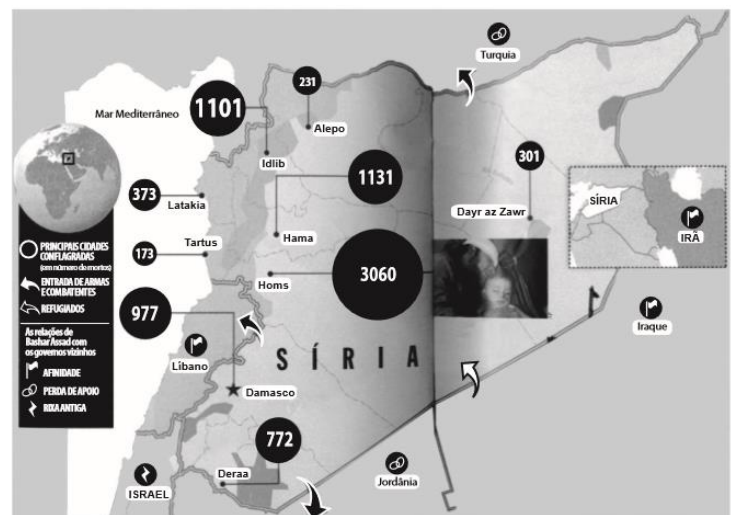 Turquia
231
1101
Mar Mediterrâneo
Alepo
Idlib
301
1131
373
Latakia
Dayr az Zawr
SÍRIA
IRÃ
Hama
Tartus
173
3060
Homs
977
Iraque
Líbano
SÍRIA
Damasco
772
Deraa
Jordânia
ISRAEL
PRINCIPAIS CIDADES
CONFLAGRADAS
(em número de mortos)
ENTRADA DE ARMAS
E COMBATENTES
REFUGIADOS
As relações de
Bashar Assad com
os governos vizinhos
AFINIDADE
PERDA DE APOIO
RIXA ANTIGA